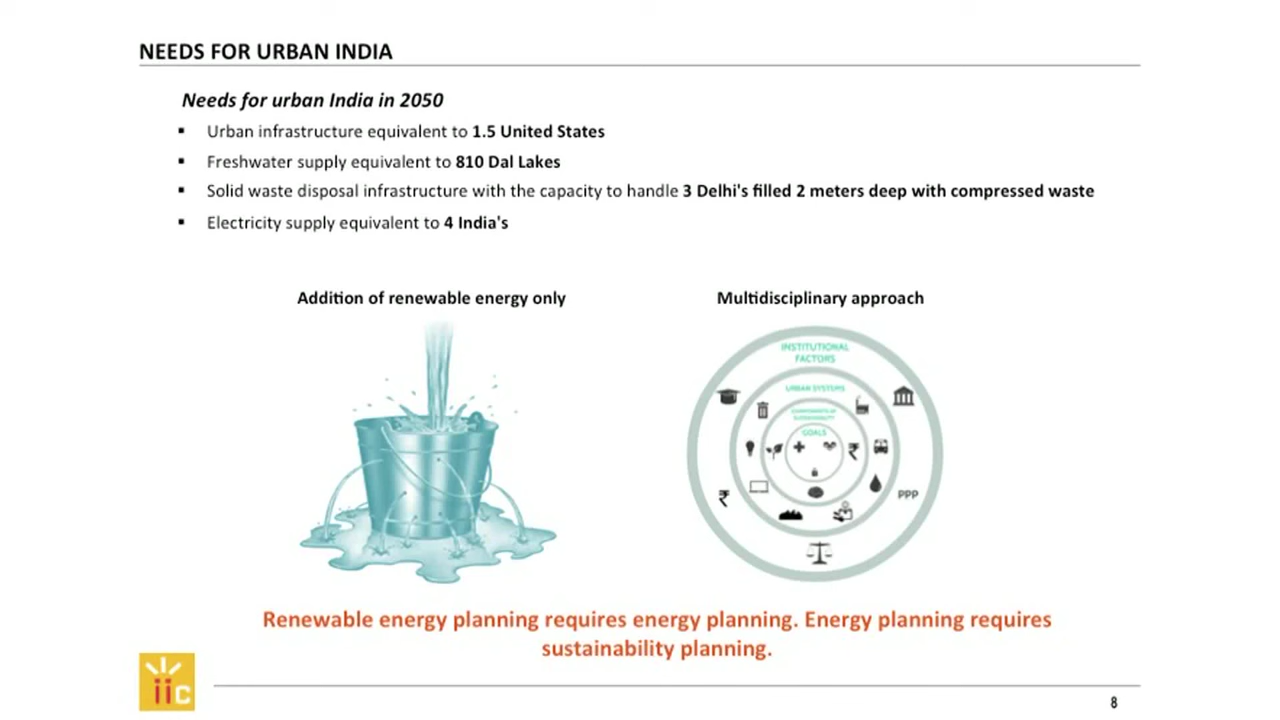 NEEDS FOR URBAN INDIA
Needs for urban India in 2050
▪ Urban infrastructure equivalent to 1.5 United States
▪ Freshwater supply equivalent to 810 Dal Lakes
▪ Solid waste disposal infrastructure with the capacity to handle 3 Delhi's filled 2 meters deep with compressed waste
▪ Electricity supply equivalent to 4 India's
Addition of renewable energy only
Multidisciplinary approach
INSTITUTIONAL
FACTORS
URBAN SYSTEMS
COMPONENTS OF
SUSTAINABILITY
GOALS
₹
₹
PPP
Renewable energy planning requires energy planning. Energy planning requires
sustainability planning.
iic
8